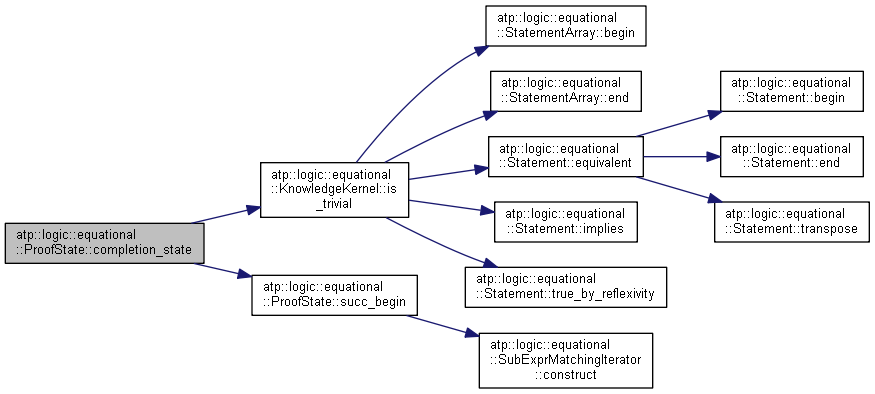 atp::logic::equational
::ProofState::completion_state
atp::logic::equational
::KnowledgeKernel::is
_trivial
atp::logic::equational
::StatementArray::begin
atp::logic::equational
::StatementArray::end
atp::logic::equational
::Statement::equivalent
atp::logic::equational
::Statement::begin
atp::logic::equational
::Statement::end
atp::logic::equational
::Statement::transpose
atp::logic::equational
::Statement::implies
atp::logic::equational
::Statement::true_by_reflexivity
atp::logic::equational
::ProofState::succ_begin
atp::logic::equational
::SubExprMatchingIterator
::construct